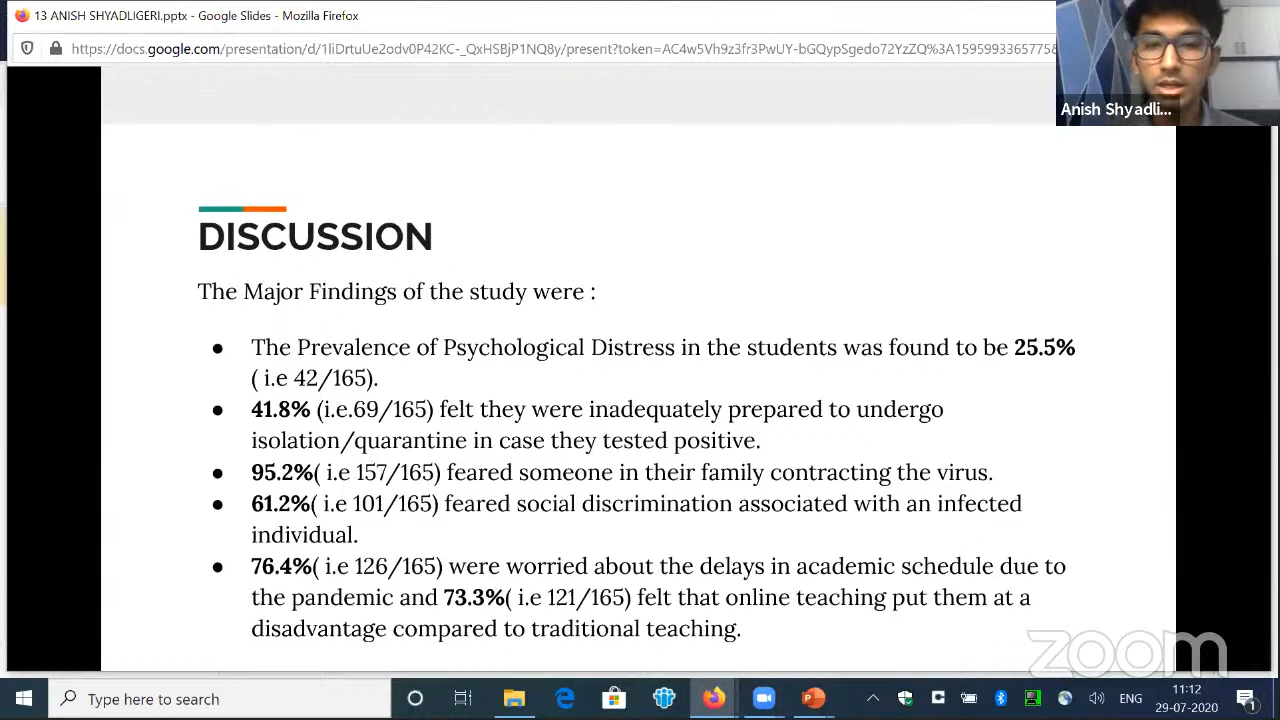 13 ANISH SHYADLIGERI.pptx - Google Slides - Mozilla Firefox
https://docs.google.com/presentation/d/1liDrtuUe2odv0P42KC-_QxHSBjP1NQ8y/present?token=AC4w5Vh9z3fr3PwUY-bGQypSgedo72YzZQ%3A1595993365775
Anish Shyadli...
DISCUSSION
The Major Findings of the study were :
● The Prevalence of Psychological Distress in the students was found to be 25.5%
( i.e 42/165).
● 41.8% (i.e.69/165) felt they were inadequately prepared to undergo
isolation/quarantine in case they tested positive.
● 95.2%( i.e 157/165) feared someone in their family contracting the virus.
● 61.2%( i.e 101/165) feared social discrimination associated with an infected
individual.
● 76.4%( i.e 126/165) were worried about the delays in academic schedule due to
the pandemic and 73.3%( i.e 121/165) felt that online teaching put them at a
disadvantage compared to traditional teaching.
zoom
Type here to search
ENG
11:12
29-07-2020
1